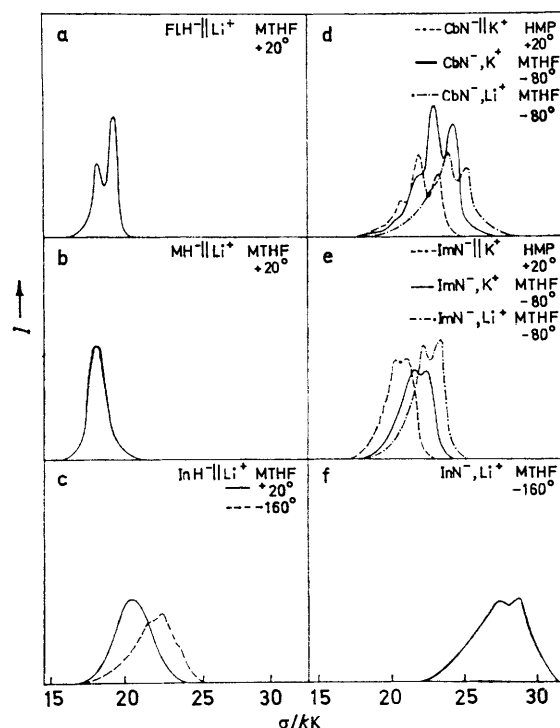 a
FlH⁻||Li⁺ MTHF
+20°
b
MH⁻||Li⁺ MTHF
+20°
c
InH⁻||Li⁺ MTHF
+20°
-160°
d
CbN⁻||K⁺ HMP
+20°
CbN⁻, K⁺ MTHF
-80°
CbN⁻, Li⁺ MTHF
-80°
e
ImN⁻||K⁺ HMP
+20°
ImN⁻, K⁺ MTHF
-80°
ImN⁻, Li⁺ MTHF
-80°
f
InN⁻, Li⁺ MTHF
-160°
I →
15 20 25 30 15 20 25 30
σ/kK